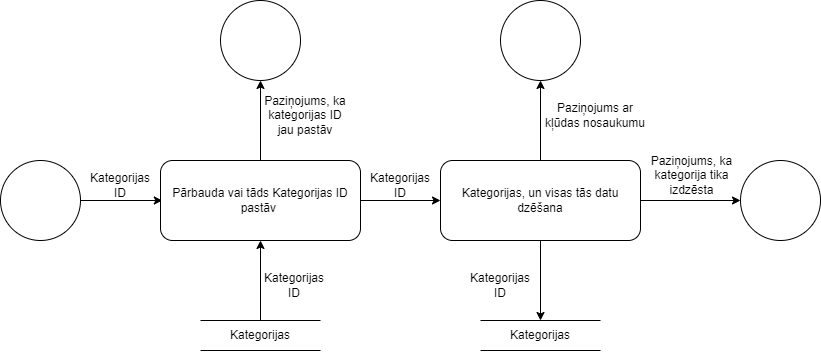 Paziņojums, ka
kategorijas ID
jau pastāv
Paziņojums ar
kļūdas nosaukumu
Kategorijas
ID
Pārbauda vai tāds Kategorijas ID
pastāv
Kategorijas
ID
Kategorijas, un visas tās datu
dzēšana
Paziņojums, ka
kategorija tika
izdzēsta
Kategorijas
ID
Kategorijas
ID
Kategorijas
Kategorijas